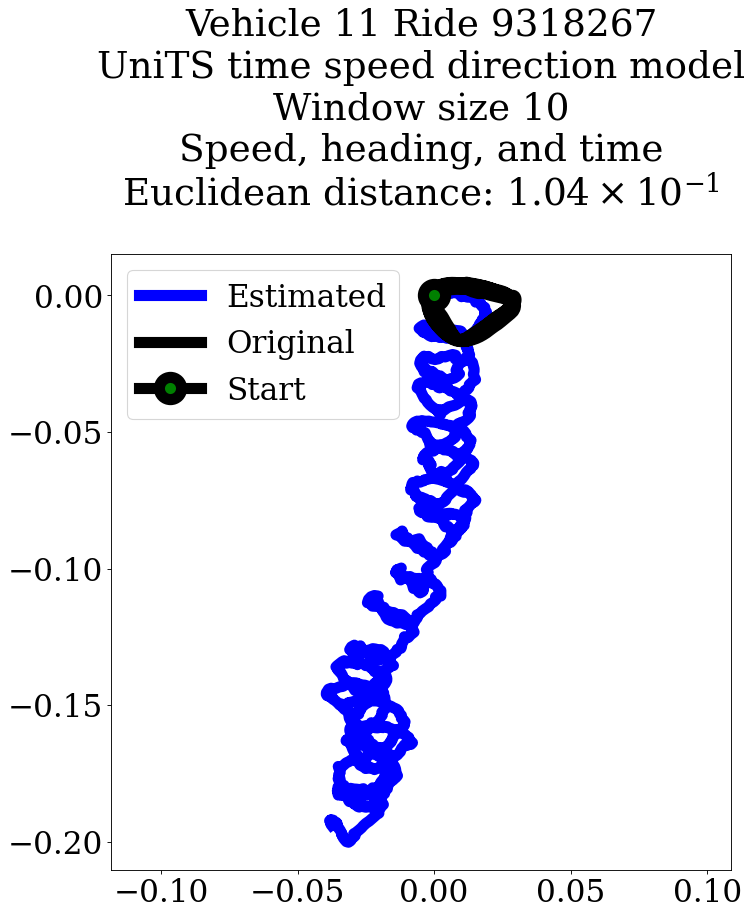 Vehicle 11 Ride 9318267
UniTS time speed direction model
Window size 10
Speed, heading, and time
Euclidean distance: 1.04 × 10⁻¹
Estimated
Original
Start
0.00
−0.05
−0.10
−0.15
−0.20
−0.10
−0.05
0.00
0.05
0.10